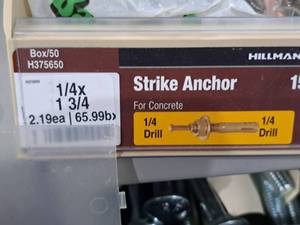 Box/50
H375650
HILLMAN
1/4x
1 3/4
2.19ea | 65.99bx
Strike Anchor
For Concrete
1/4
Drill
1/4
Drill